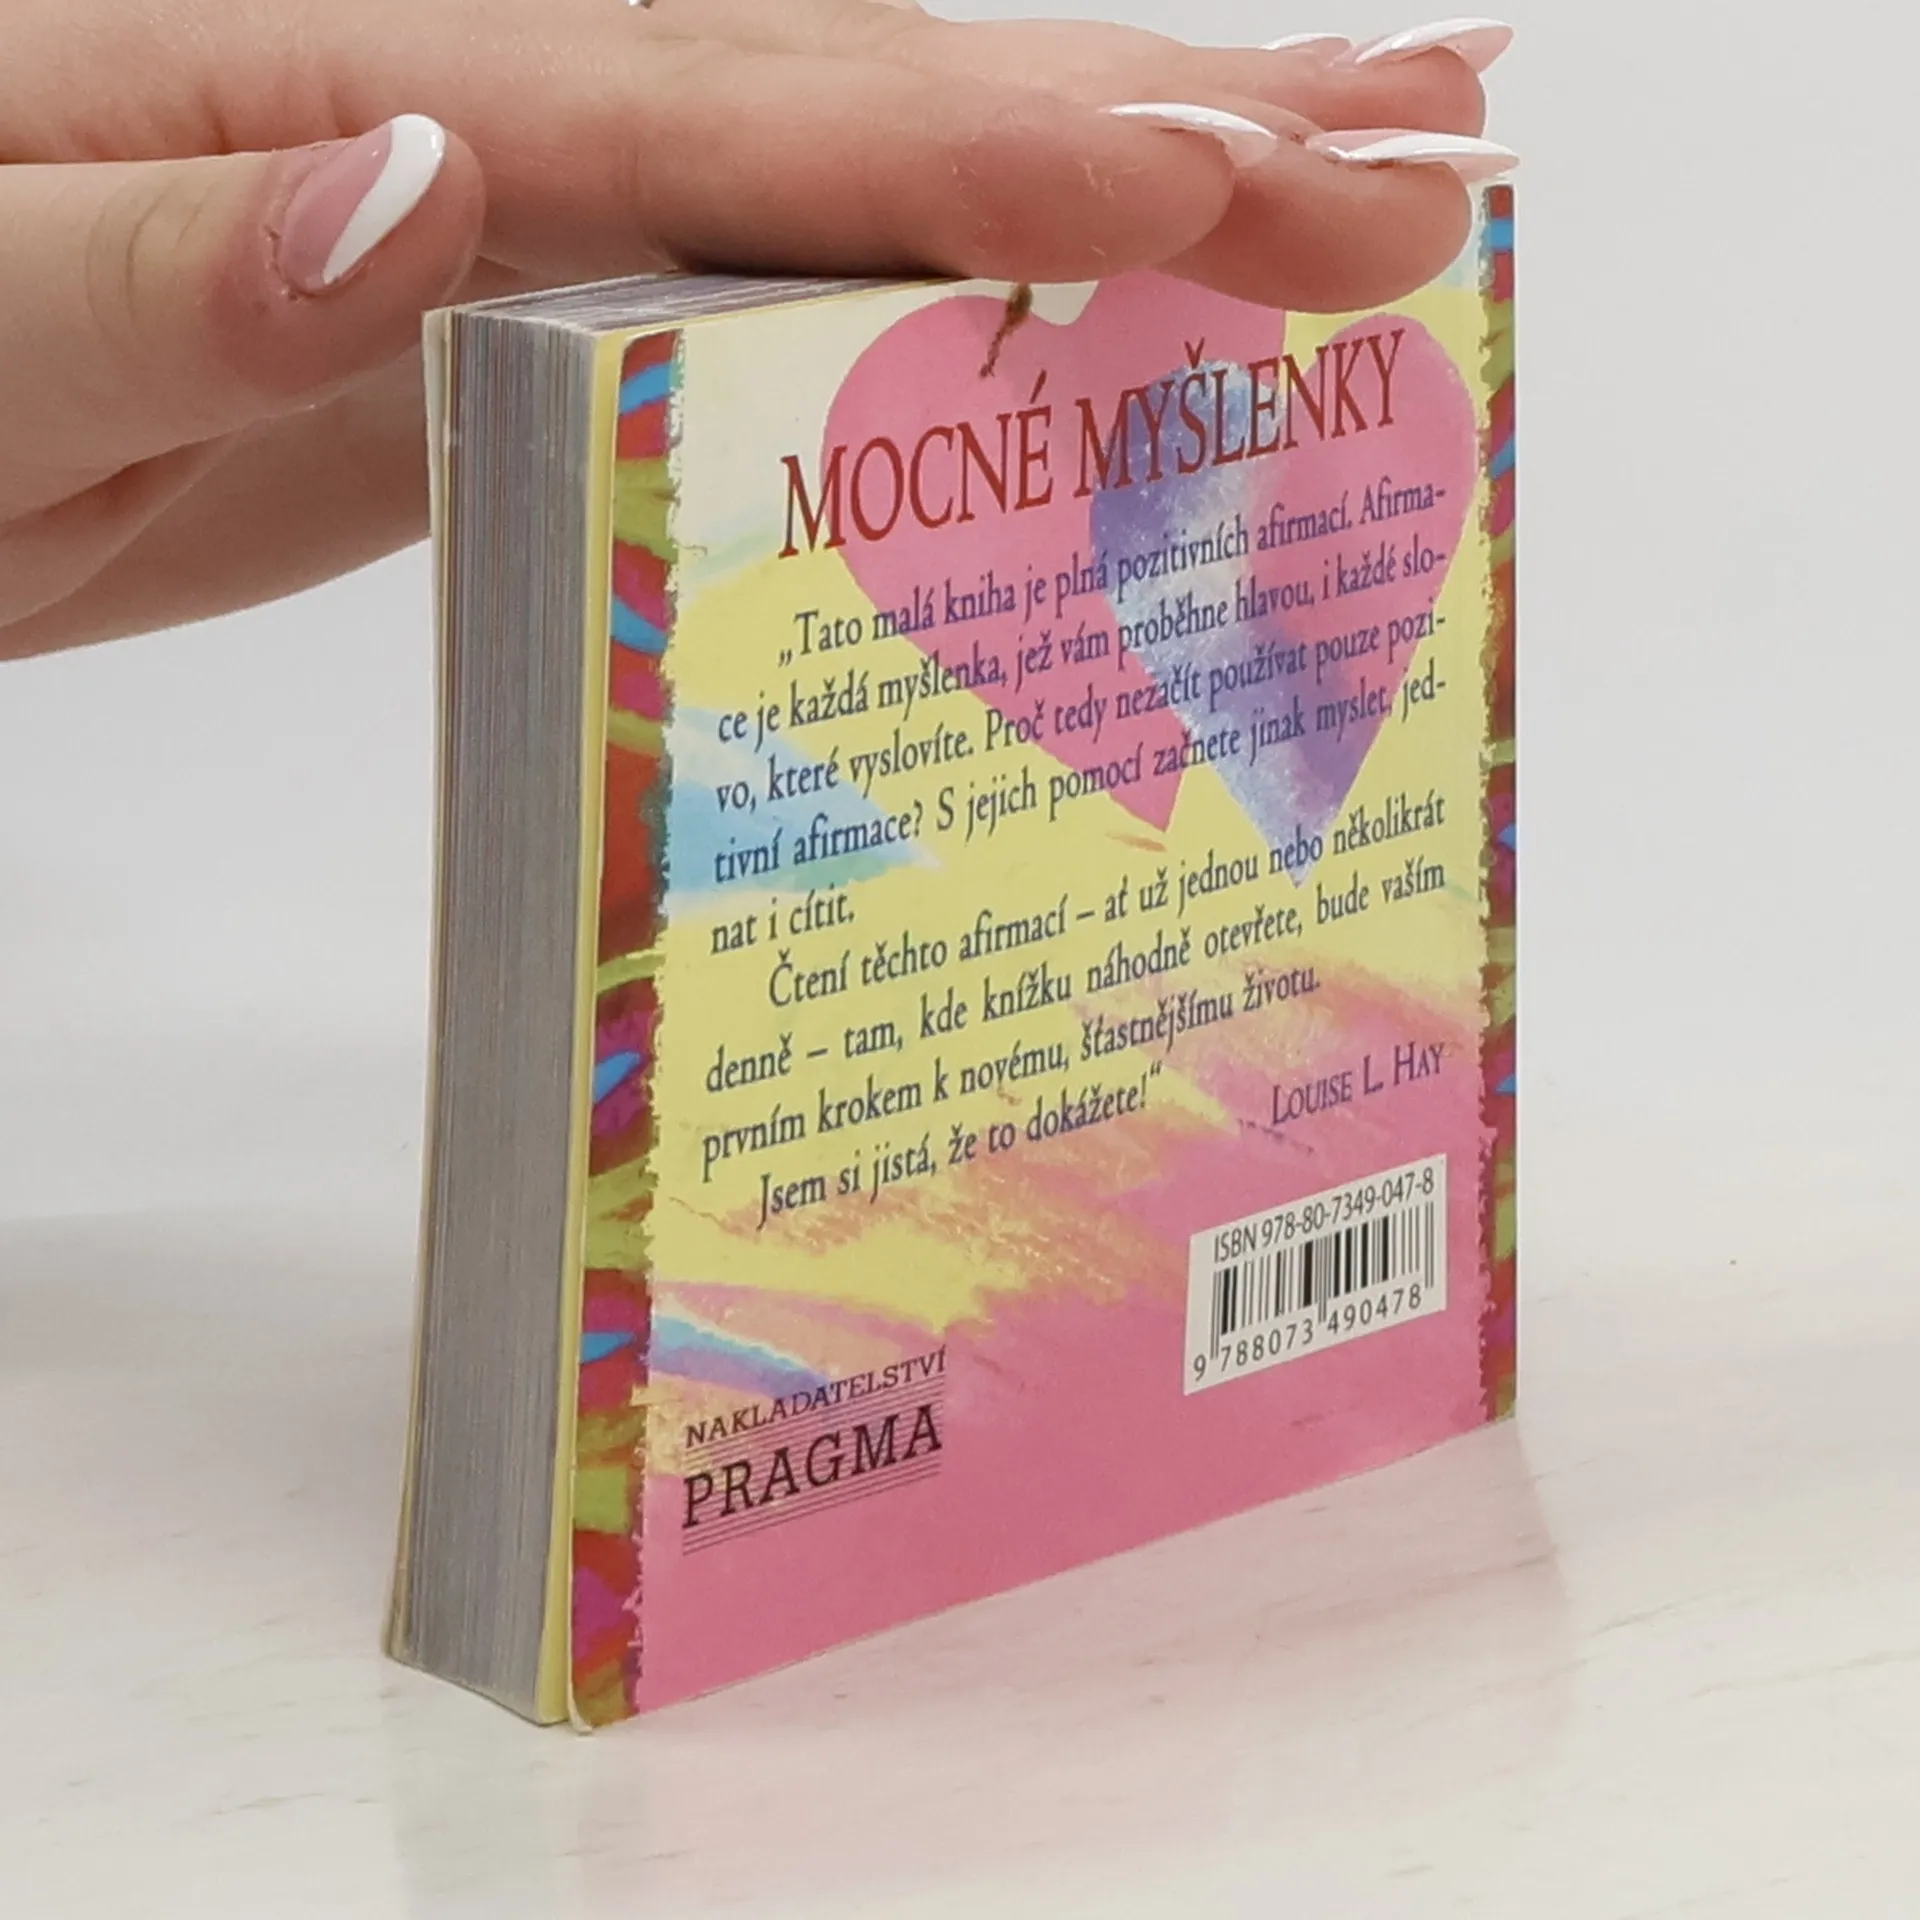 MOCNÉ MYŠLENKY
„Tato malá kniha je plná pozitivních afirmací. Afirma-
ce je každá myšlenka, jež vám proběhne hlavou, i každé slo-
vo, které vyslovíte. Proč tedy nezačít používat pouze pozi-
tivní afirmace? S jejich pomocí začnete jinak myslet, jed-
nat i cítit.
Čtení těchto afirmací – ať už jednou nebo několikrát
denně – tam, kde knížku náhodně otevřete, bude vaším
prvním krokem k novému, šťastnějšímu životu.
Jsem si jistá, že to dokážete!“
LOUISE L. HAY
ISBN 978-80-7349-047-8
9 788073 490478
NAKLADATELSTVÍ
PRAGMA